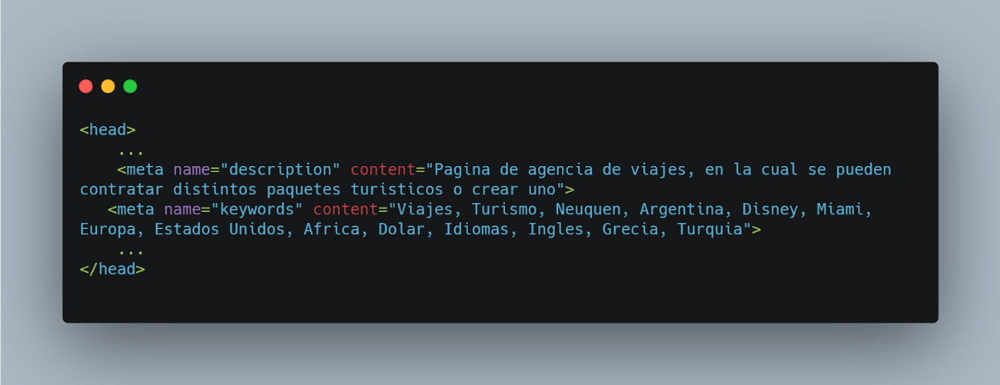 <head>
...
<meta name="description" content="Pagina de agencia de viajes, en la cual se pueden
contratar distintos paquetes turisticos o crear uno">
<meta name="keywords" content="Viajes, Turismo, Neuquen, Argentina, Disney, Miami,
Europa, Estados Unidos, Africa, Dolar, Idiomas, Ingles, Grecia, Turquia">
...
</head>